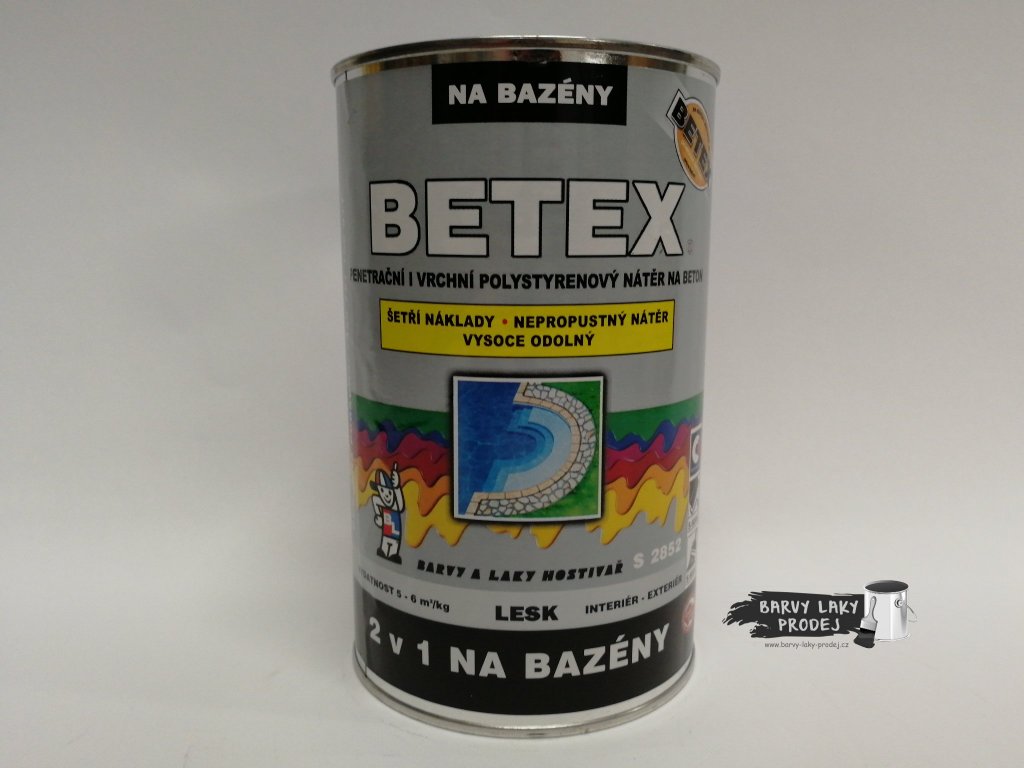 NA BAZÉNY
BETEX
BETEX
PENETRAČNÍ I VRCHNÍ POLYSTYRENOVÝ NÁTĚR NA BETON
ŠETŘÍ NÁKLADY • NEPROPUSTNÝ NÁTĚR
VYSOCE ODOLNÝ
BL
BARVY A LAKY HOSTIVAŘ
S 2852
5 - 6 m²/kg
LESK
INTERIÉR - EXTERIÉR
2 v 1 NA BAZÉNY
BARVY LAKY
PRODEJ
www.barvy-laky-prodej.cz